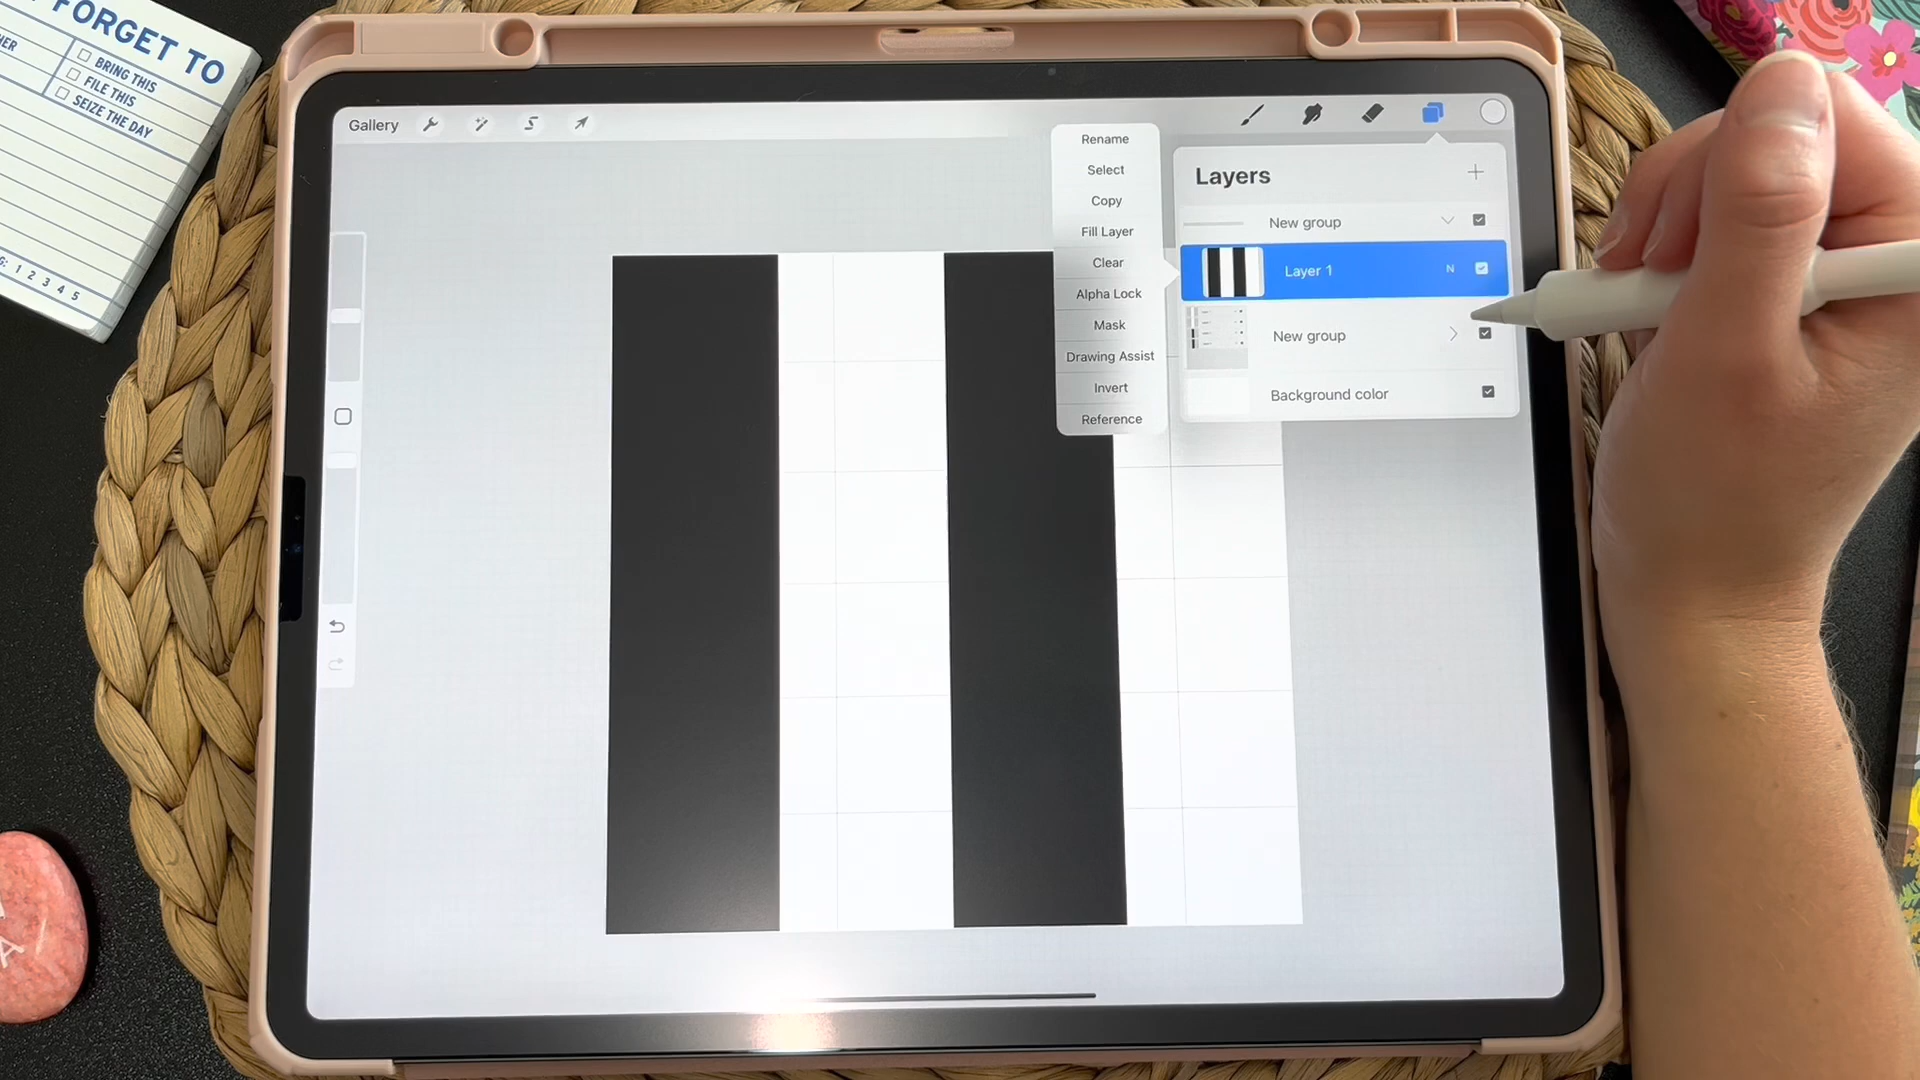 FORGET TO
BRING THIS
FILE THIS
SEIZE THE DAY
1 2 3 4 5
Gallery
Rename
Select
Copy
Fill Layer
Clear
Alpha Lock
Mask
Drawing Assist
Invert
Reference
Layers
New group
Layer 1
N
New group
Background color
A